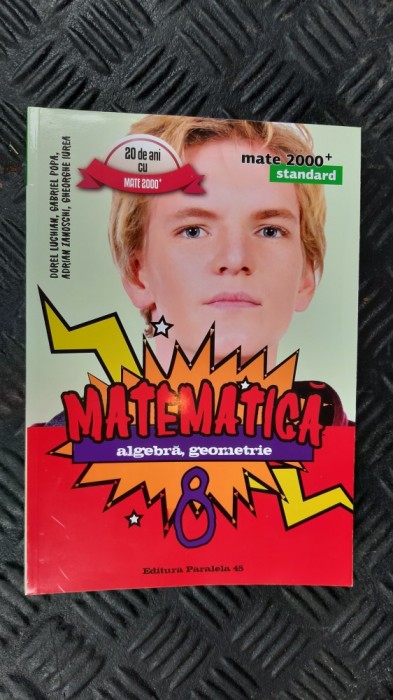 20 de ani
CU
MATE 2000+
mate 2000+
standard
DOREL LUCHIAN, GABRIEL POPA,
ADRIAN ZANOSCHI, GHEORGHE IUREA
MATEMATICĂ
algebră, geometrie
8
Editura Paralela 45